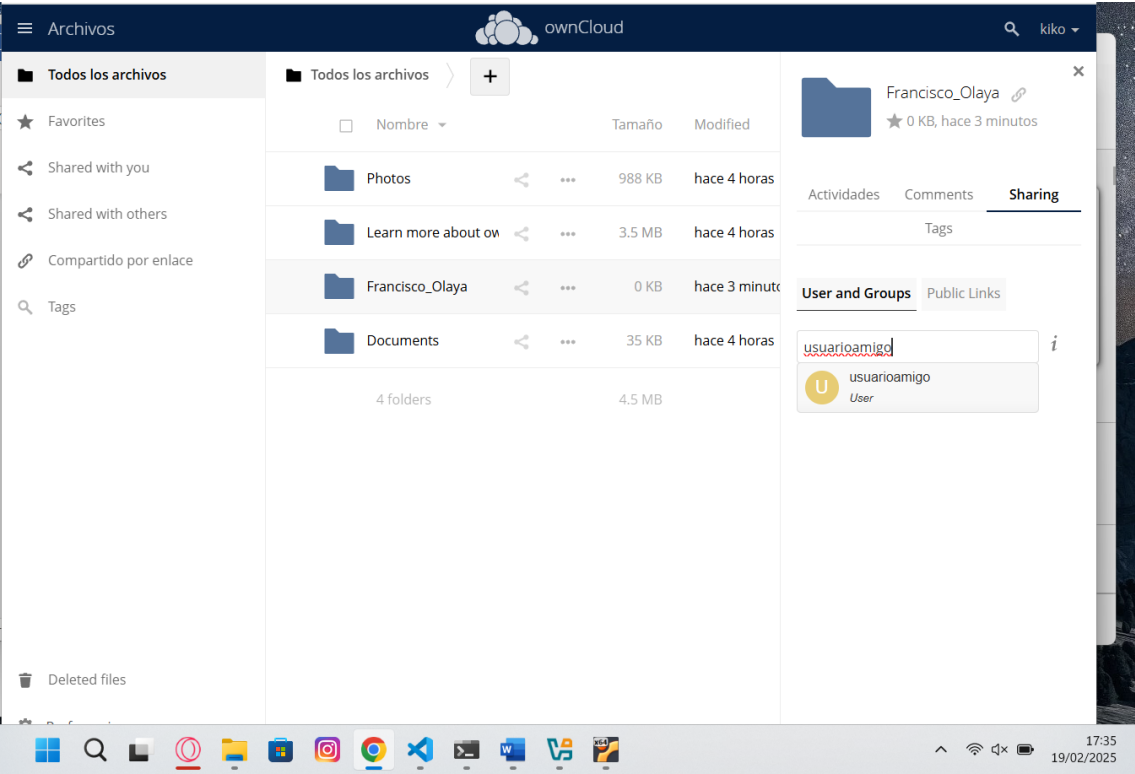 Archivos
ownCloud
kiko
Todos los archivos
Favorites
Shared with you
Shared with others
Compartido por enlace
Tags
Deleted files
Todos los archivos
+
Nombre Tamaño Modified
Photos 988 KB hace 4 horas
Learn more about ow 3.5 MB hace 4 horas
Francisco_Olaya 0 KB hace 3 minuto
Documents 35 KB hace 4 horas
4 folders 4.5 MB
Francisco_Olaya
0 KB, hace 3 minutos
Actividades Comments Sharing
Tags
User and Groups Public Links
usuarioamigo
i
U
usuarioamigo
User
17:35
19/02/2025